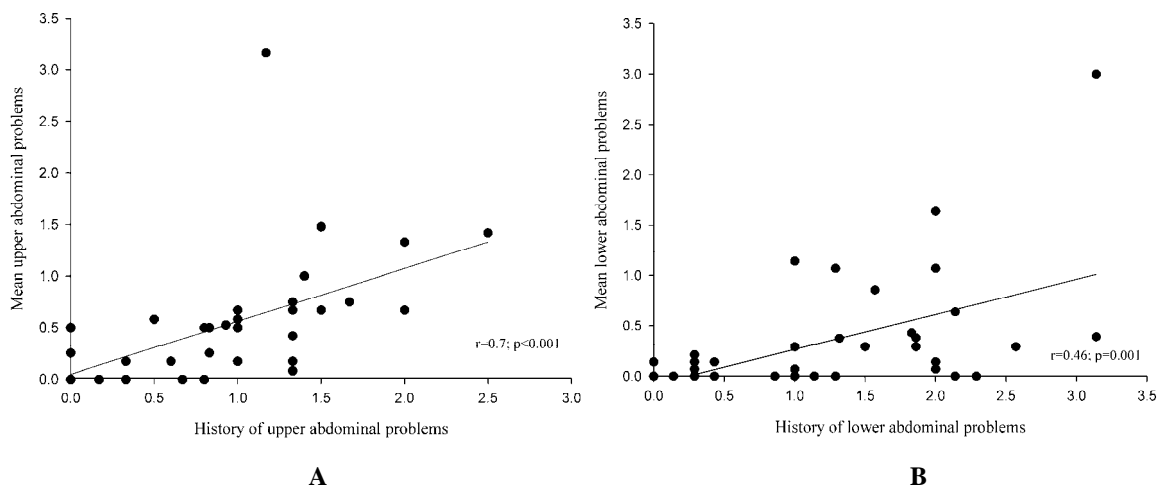 3.5
3.0
2.5
2.0
1.5
1.0
0.5
0.0
Mean upper abdominal problems
r=0.7; p<0.001
0.0 0.5 1.0 1.5 2.0 2.5 3.0
History of upper abdominal problems
A
3.5
3.0
2.5
2.0
1.5
1.0
0.5
0.0
Mean lower abdominal problems
r=0.46; p=0.001
0.0 0.5 1.0 1.5 2.0 2.5 3.0 3.5
History of lower abdominal problems
B